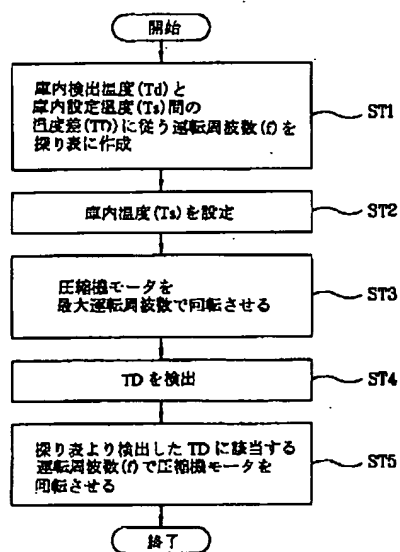 開始
庫内検出温度(Td)と
庫内設定温度(Ts)間の
温度差(TD)に従う運転周波数(f)を
探り表に作成
ST1
庫内温度(Ts)を設定
ST2
圧縮機モータを
最大運転周波数で回転させる
ST3
TDを検出
ST4
探り表より検出したTDに該当する
運転周波数(f)で圧縮機モータを
回転させる
ST5
終了